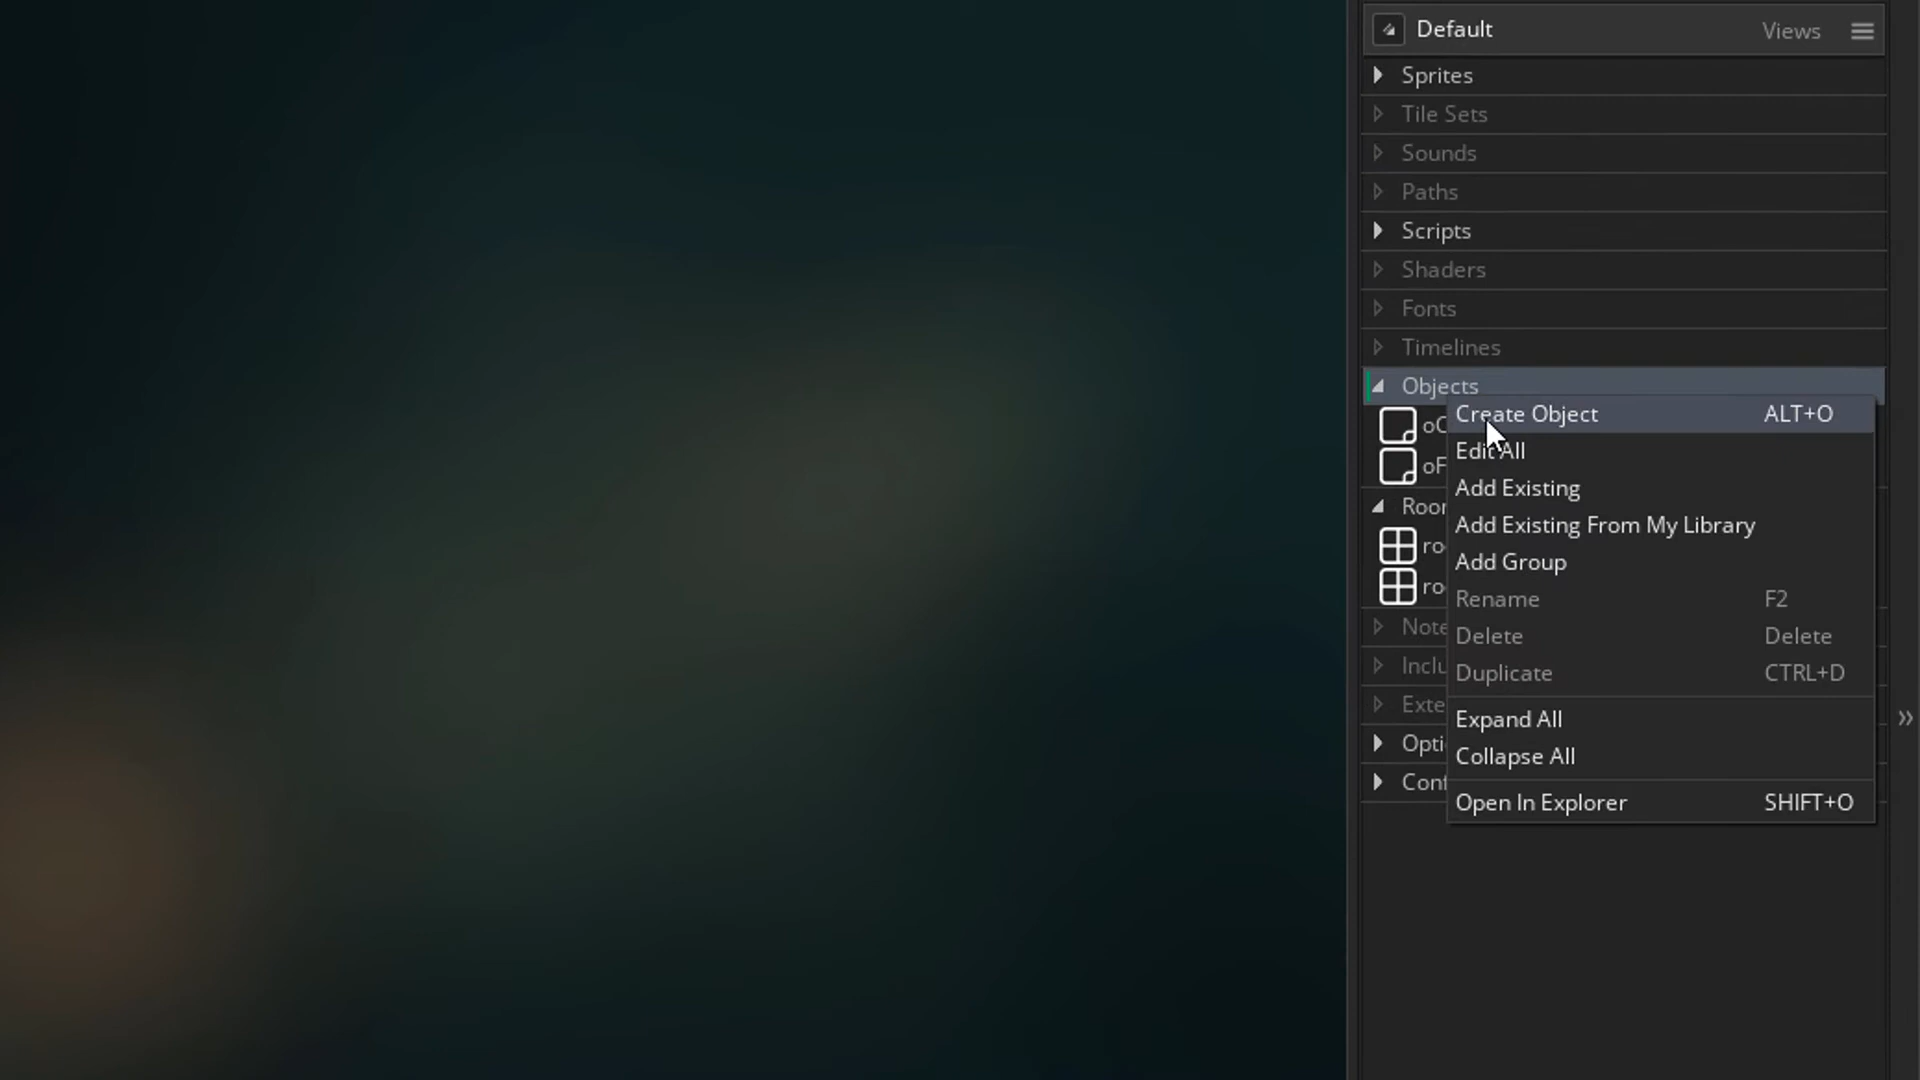 Default Views
Sprites
Tile Sets
Sounds
Paths
Scripts
Shaders
Fonts
Timelines
Objects
Create Object ALT+O
Edit All
Add Existing
Add Existing From My Library
Add Group
Rename F2
Delete Delete
Duplicate CTRL+D
Expand All
Collapse All
Open In Explorer SHIFT+O